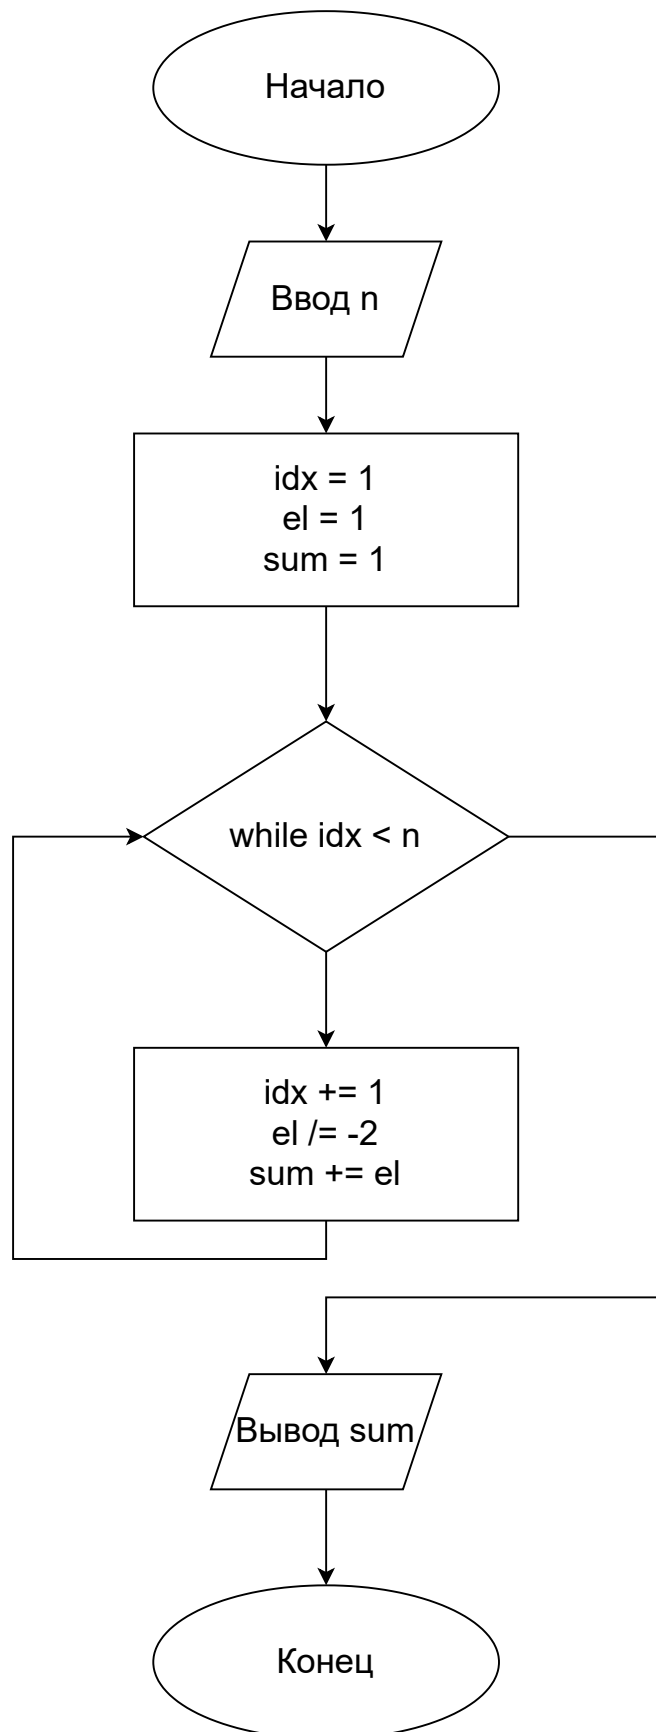 Начало
Ввод n
idx = 1
el = 1
sum = 1
while idx < n
idx += 1
el /= -2
sum += el
Вывод sum
Конец